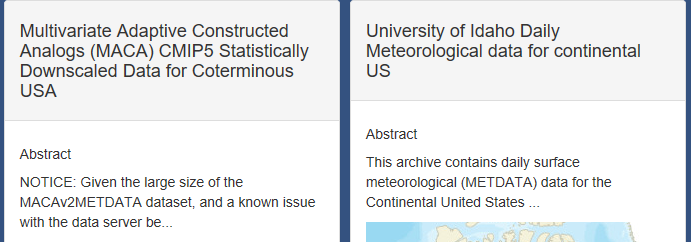 Multivariate Adaptive Constructed
Analogs (MACA) CMIP5 Statistically
Downscaled Data for Coterminous
USA
Abstract
NOTICE: Given the large size of the
MACAv2METDATA dataset, and a known issue
with the data server be...
University of Idaho Daily
Meteorological data for continental
US
Abstract
This archive contains daily surface
meteorological (METDATA) data for the
Continental United States ...